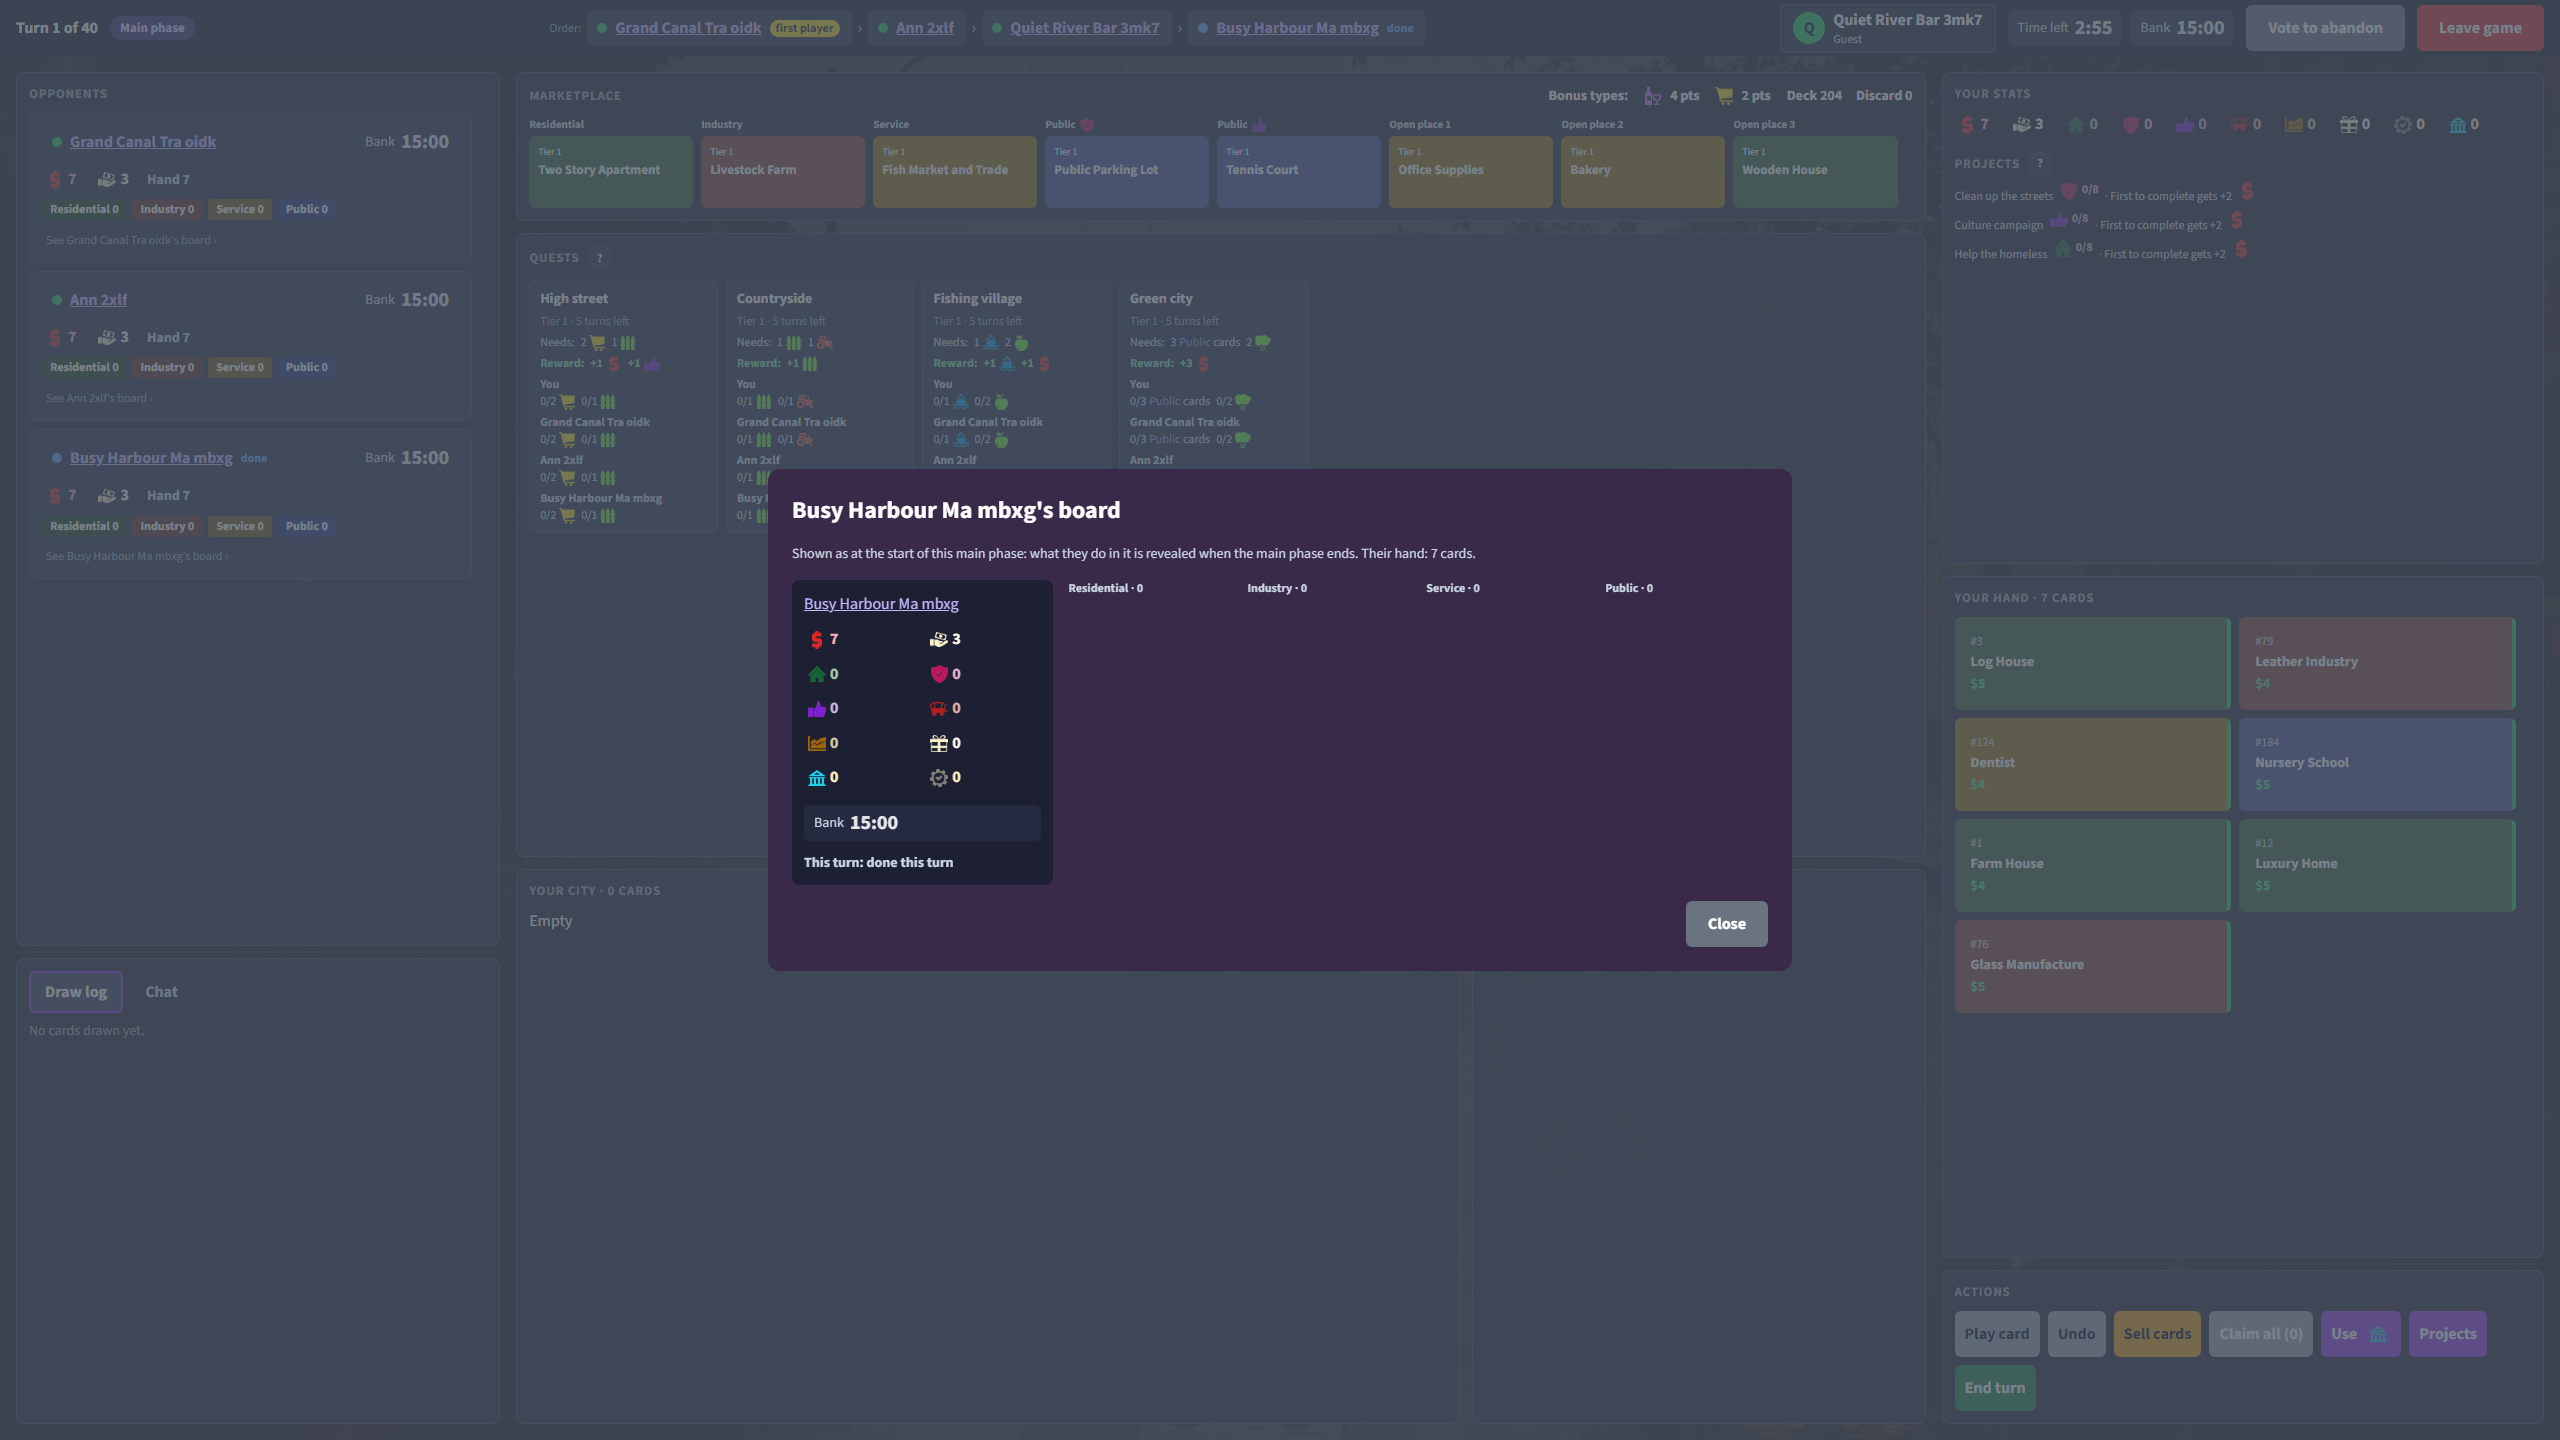 Turn 1 of 40 Main phase Order: Grand Canal Tra oidk first player › Ann 2xlf › Quiet River Bar 3mk7 › Busy Harbour Ma mbxg done Q Quiet River Bar 3mk7 Guest Time left 2:55 Bank 15:00 Vote to abandon Leave game
OPPONENTS
Grand Canal Tra oidk Bank 15:00
7 3 Hand 7
Residential 0 Industry 0 Service 0 Public 0
See Grand Canal Tra oidk's board ›
Ann 2xlf Bank 15:00
7 3 Hand 7
Residential 0 Industry 0 Service 0 Public 0
See Ann 2xlf's board ›
Busy Harbour Ma mbxg done Bank 15:00
7 3 Hand 7
Residential 0 Industry 0 Service 0 Public 0
See Busy Harbour Ma mbxg's board ›
Draw log Chat
No cards drawn yet.
MARKETPLACE Bonus types: 4 pts 2 pts Deck 204 Discard 0
Residential Industry Service Public Public Open place 1 Open place 2 Open place 3
Tier 1 Tier 1 Tier 1 Tier 1 Tier 1 Tier 1 Tier 1 Tier 1
Two Story Apartment Livestock Farm Fish Market and Trade Public Parking Lot Tennis Court Office Supplies Bakery Wooden House
QUESTS ?
High street
Tier 1 · 5 turns left
Needs: 2 1
Reward: +1 +1
You
0/2 0/1
Grand Canal Tra oidk
0/2 0/1
Ann 2xlf
0/2 0/1
Busy Harbour Ma mbxg
0/2 0/1
Countryside
Tier 1 · 5 turns left
Needs: 1 1
Reward: +1
You
0/1 0/1
Grand Canal Tra oidk
0/1 0/1
Ann 2xlf
0/1
Busy
0/1
Fishing village
Tier 1 · 5 turns left
Needs: 1 2
Reward: +1 +1
You
0/1 0/2
Grand Canal Tra oidk
0/1 0/2
Ann 2xlf
Green city
Tier 1 · 5 turns left
Needs: 3 Public cards 2
Reward: +3
You
0/3 Public cards 0/2
Grand Canal Tra oidk
0/3 Public cards 0/2
Ann 2xlf
Busy Harbour Ma mbxg's board
Shown as at the start of this main phase: what they do in it is revealed when the main phase ends. Their hand: 7 cards.
Busy Harbour Ma mbxg
7 3
0 0
0 0
0 0
0 0
Bank 15:00
This turn: done this turn
Residential · 0 Industry · 0 Service · 0 Public · 0
Close
YOUR CITY · 0 CARDS
Empty
YOUR STATS
7 3 0 0 0 0 0 0 0 0
PROJECTS ?
Clean up the streets 0/8 · First to complete gets +2
Culture campaign 0/8 · First to complete gets +2
Help the homeless 0/8 · First to complete gets +2
YOUR HAND · 7 CARDS
#3
Log House
$5
#79
Leather Industry
$4
#124
Dentist
$4
#184
Nursery School
$5
#1
Farm House
$4
#12
Luxury Home
$5
#76
Glass Manufacture
$5
ACTIONS
Play card Undo Sell cards Claim all (0) Use Projects
End turn